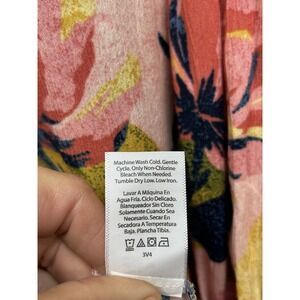 Machine Wash Cold. Gentle
Cycle, Only Non-Chlorine
Bleach When Needed.
Tumble Dry Low, Low Iron.
Lavar A Máquina En
Agua Fría. Ciclo Delicado.
Blanqueador Sin Cloro
Solamente Cuando Sea
Necesario. Secar En
Secadora A Temperatura
Baja. Plancha Tibia.
3V4